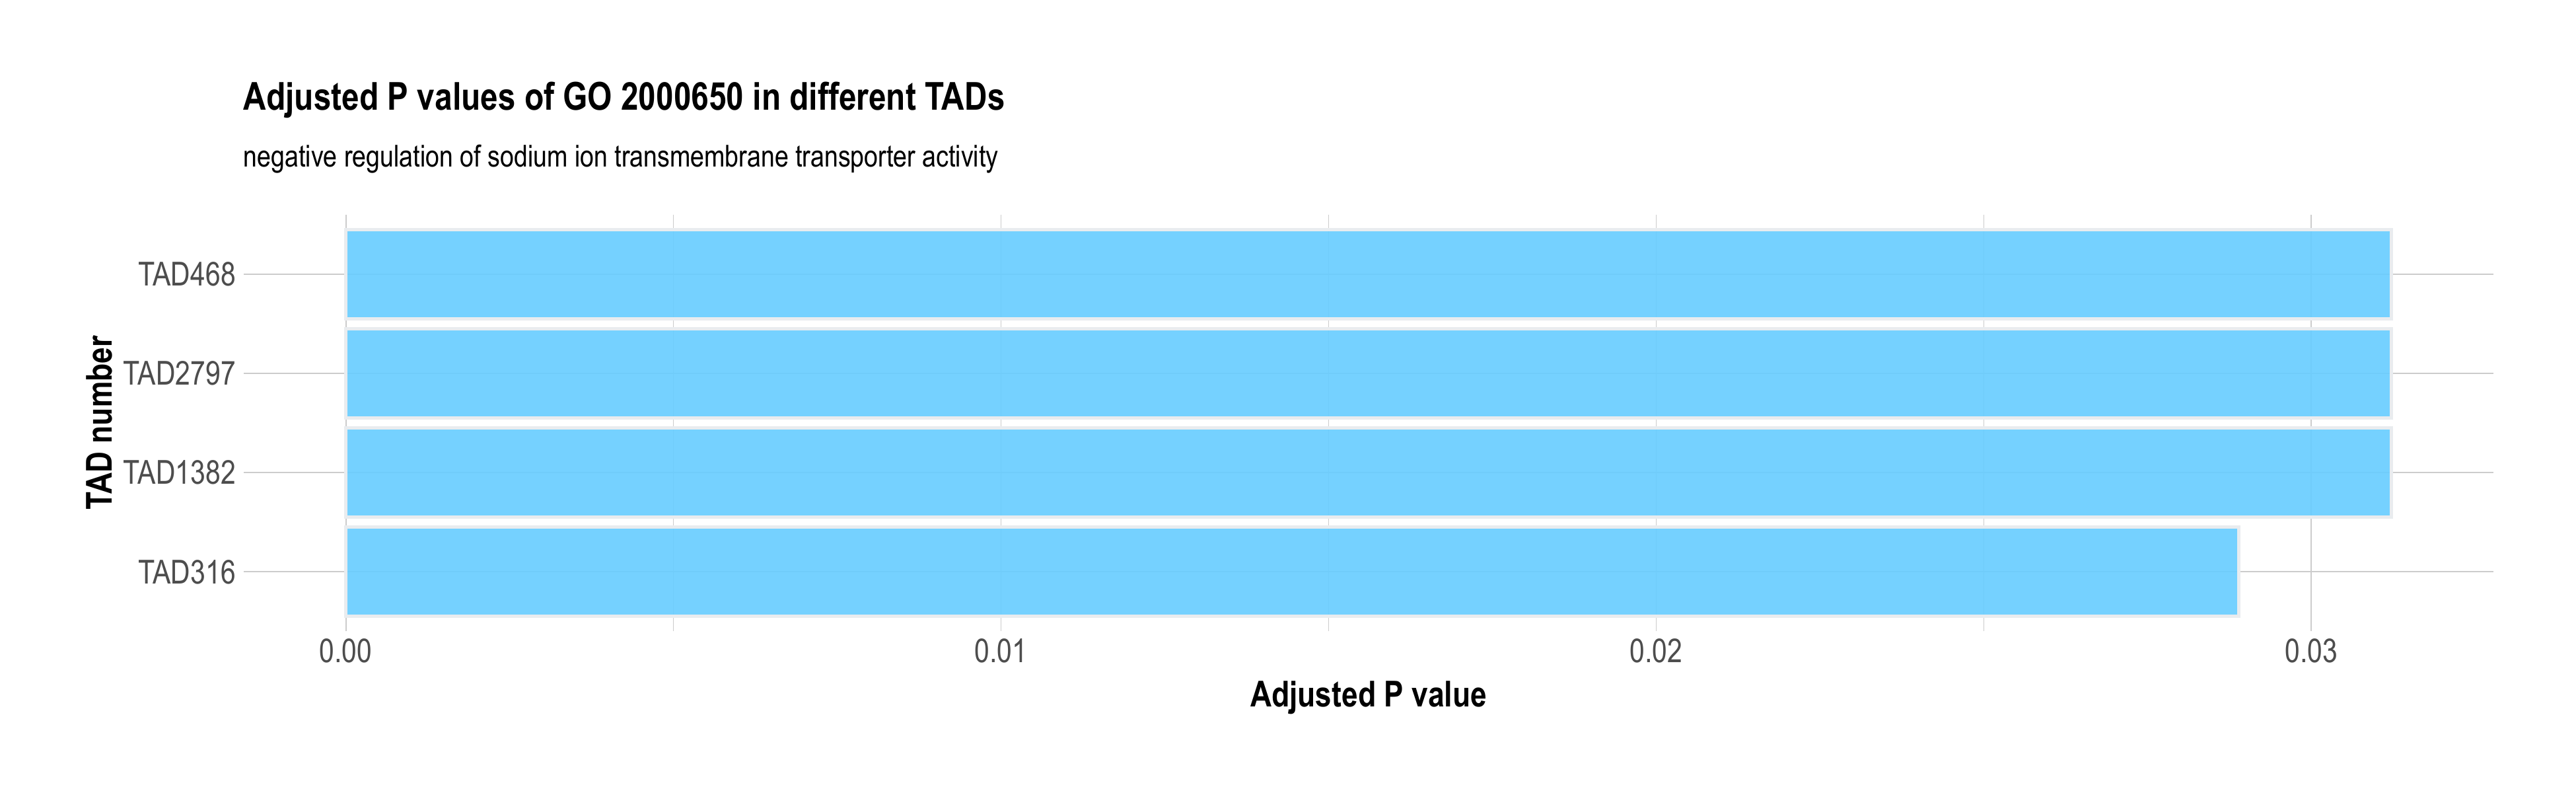 Adjusted P values of GO 2000650 in different TADs
negative regulation of sodium ion transmembrane transporter activity
TAD number
TAD468
TAD2797
TAD1382
TAD316
0.00 0.01 0.02 0.03
Adjusted P value